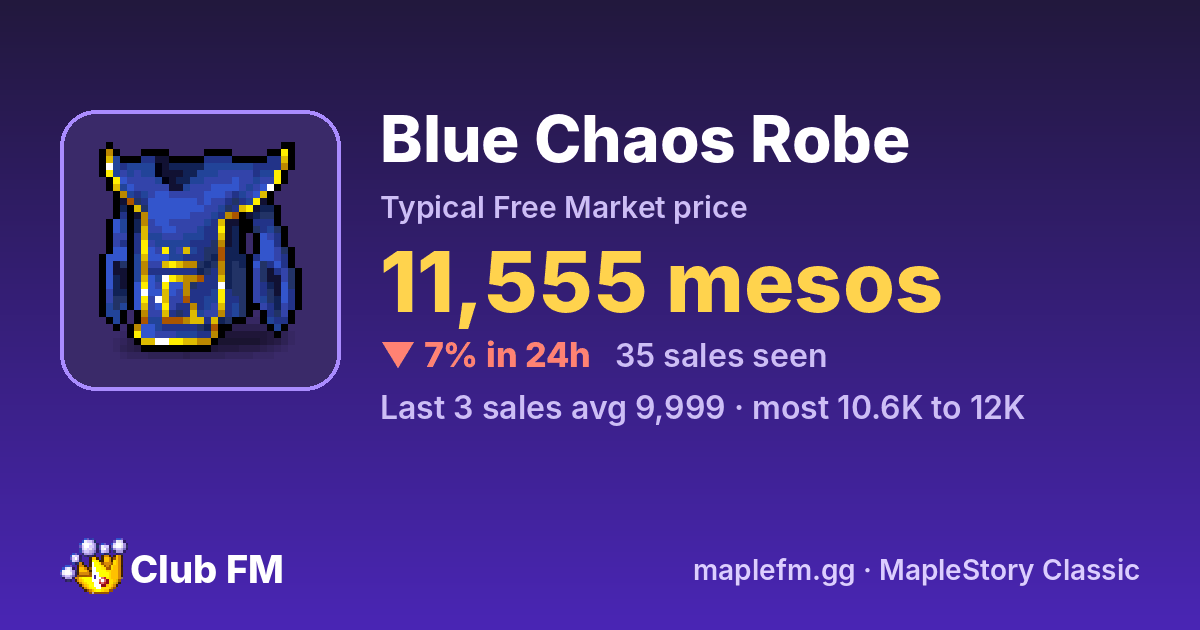 Blue Chaos Robe
Typical Free Market price
11,555 mesos
▼ 7% in 24h 35 sales seen
Last 3 sales avg 9,999 · most 10.6K to 12K
Club FM
maplefm.gg · MapleStory Classic